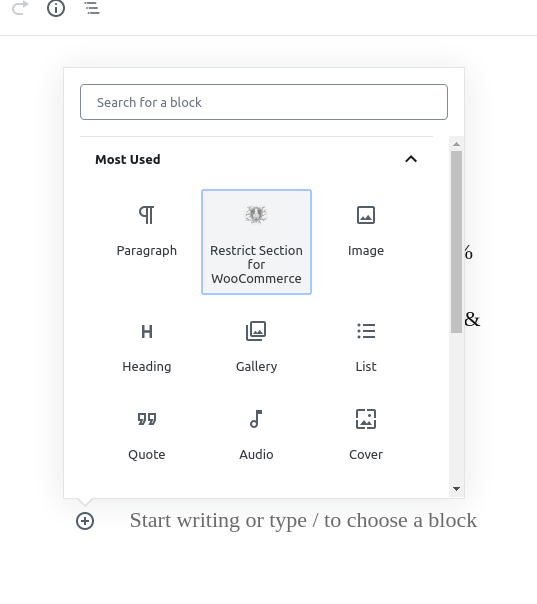 Search for a block
Most Used
Paragraph
Restrict Section
for
WooCommerce
Image
Heading
Gallery
List
Quote
Audio
Cover
%
&
Start writing or type / to choose a block